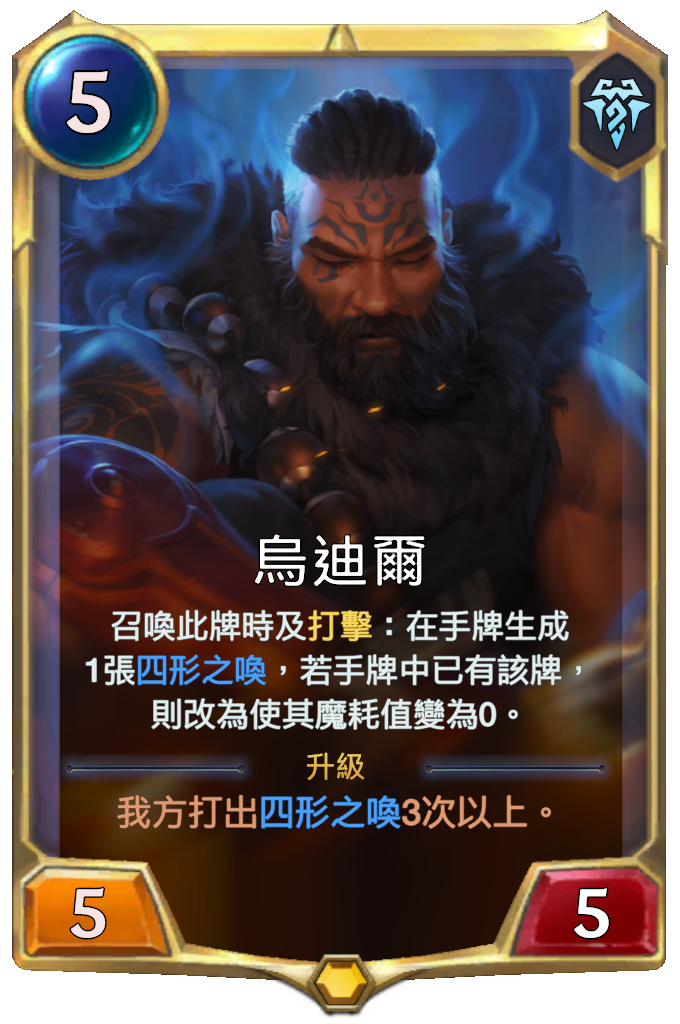 5
烏迪爾
召喚此牌時及打擊：在手牌生成
1張四形之喚，若手牌中已有該牌，
則改為使其魔耗值變為0。
升級
我方打出四形之喚3次以上。
5
5